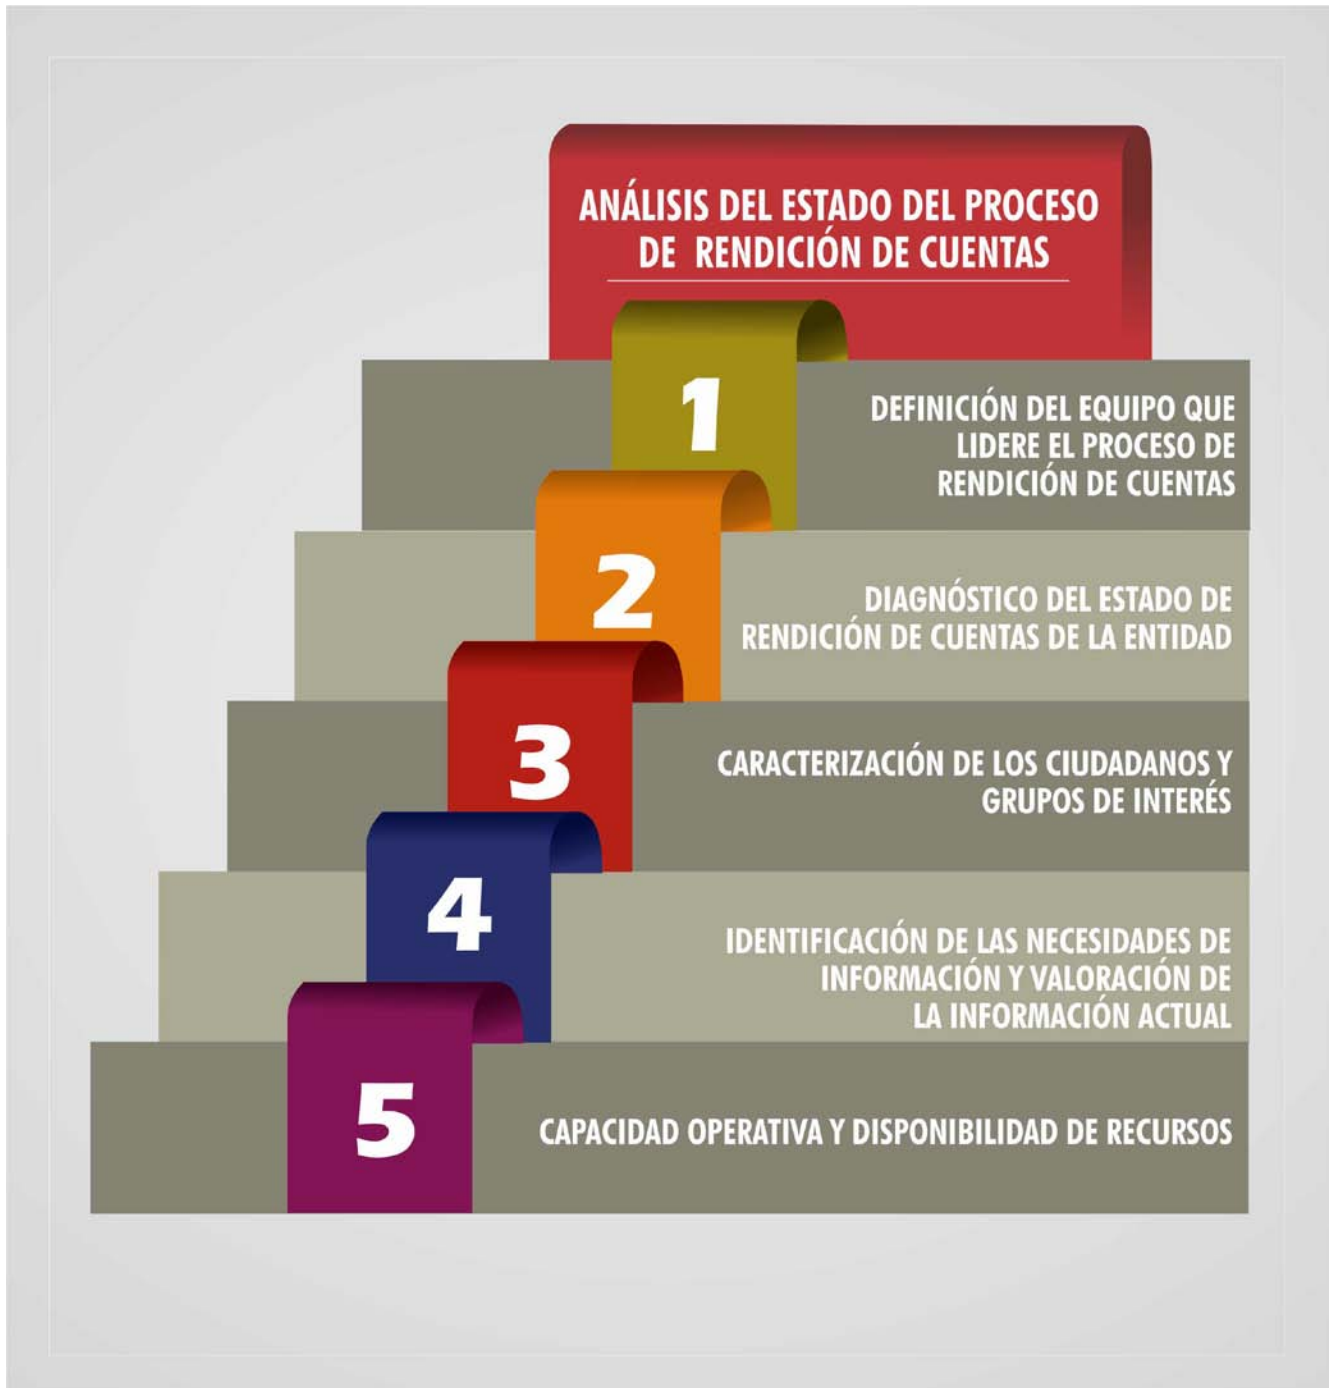 ANÁLISIS DEL ESTADO DEL PROCESO
DE RENDICIÓN DE CUENTAS
1
DEFINICIÓN DEL EQUIPO QUE
LIDERE EL PROCESO DE
RENDICIÓN DE CUENTAS
2
DIAGNÓSTICO DEL ESTADO DE
RENDICIÓN DE CUENTAS DE LA ENTIDAD
3
CARACTERIZACIÓN DE LOS CIUDADANOS Y
GRUPOS DE INTERÉS
4
IDENTIFICACIÓN DE LAS NECESIDADES DE
INFORMACIÓN Y VALORACIÓN DE
LA INFORMACIÓN ACTUAL
5
CAPACIDAD OPERATIVA Y DISPONIBILIDAD DE RECURSOS